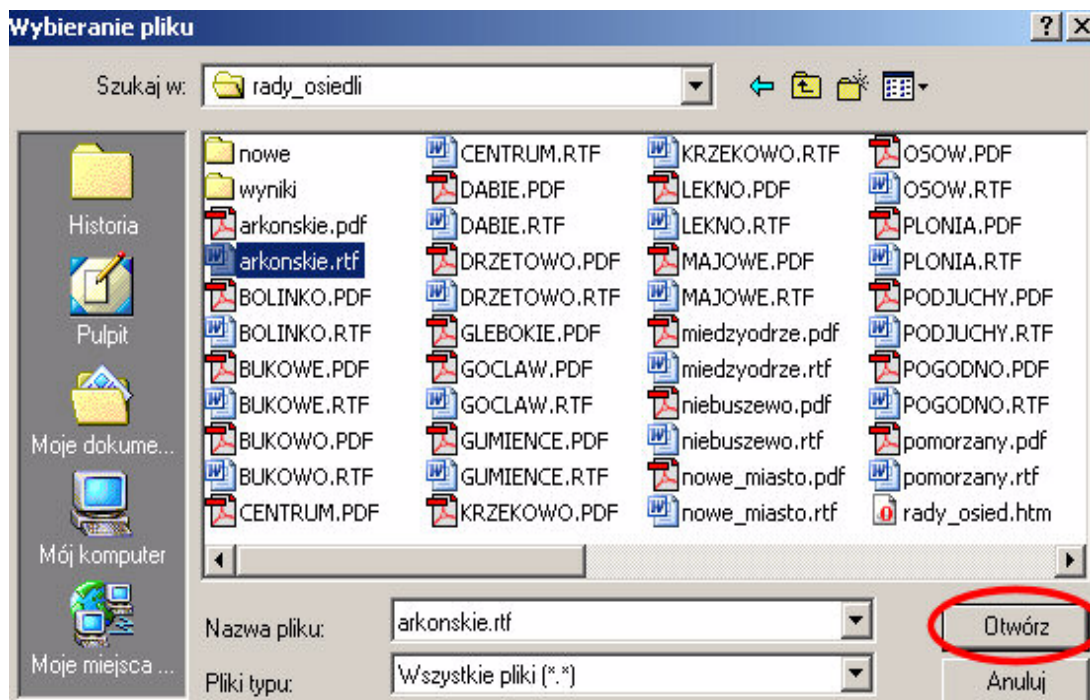 Wybieranie pliku
Szukaj w: rady_osiedli
Historia
Pulpit
Moje dokume...
Mój komputer
Moje miejsca ...
nowe
wyniki
arkonskie.pdf
arkonskie.rtf
BOLINKO.PDF
BOLINKO.RTF
BUKOWE.PDF
BUKOWE.RTF
BUKOWO.PDF
BUKOWO.RTF
CENTRUM.PDF
CENTRUM.RTF
DABIE.PDF
DABIE.RTF
DRZETOWO.PDF
DRZETOWO.RTF
GLEBOKIE.PDF
GOCLAW.PDF
GOCLAW.RTF
GUMIENCE.PDF
GUMIENCE.RTF
KRZEKOWO.PDF
KRZEKOWO.RTF
LEKNO.PDF
LEKNO.RTF
MAJOWE.PDF
MAJOWE.RTF
miedzyodrze.pdf
miedzyodrze.rtf
niebuszewo.pdf
niebuszewo.rtf
nowe_miasto.pdf
nowe_miasto.rtf
OSOW.PDF
OSOW.RTF
PLONIA.PDF
PLONIA.RTF
PODJUCHY.PDF
PODJUCHY.RTF
POGODNO.PDF
POGODNO.RTF
pomorzany.pdf
pomorzany.rtf
rady_osied.htm
Nazwa pliku: arkonskie.rtf
Otwórz
Pliki typu: Wszystkie pliki (*.*)
Anuluj